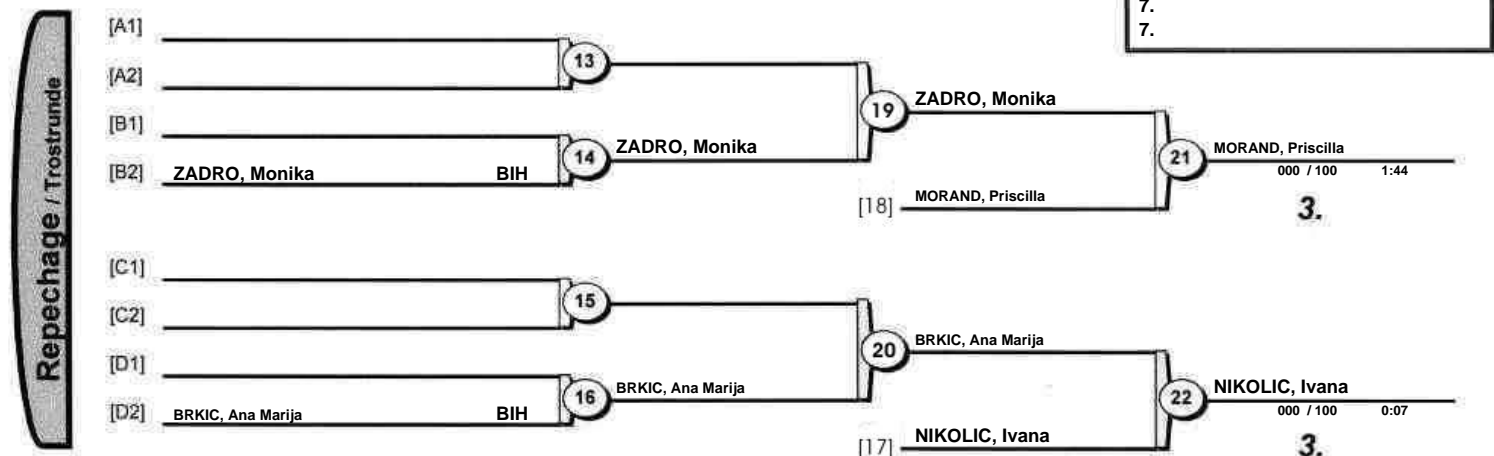 7.
7.
Repechage / Trostrunde
[A1]
13
[A2]
19
ZADRO, Monika
[B1]
14
ZADRO, Monika
21
MORAND, Priscilla
000 / 100 1:44
[B2]
ZADRO, Monika BIH
[18]
MORAND, Priscilla
3.
[C1]
15
[C2]
20
BRKIC, Ana Marija
[D1]
16
BRKIC, Ana Marija
22
NIKOLIC, Ivana
000 / 100 0:07
[D2]
BRKIC, Ana Marija BIH
[17]
NIKOLIC, Ivana
3.